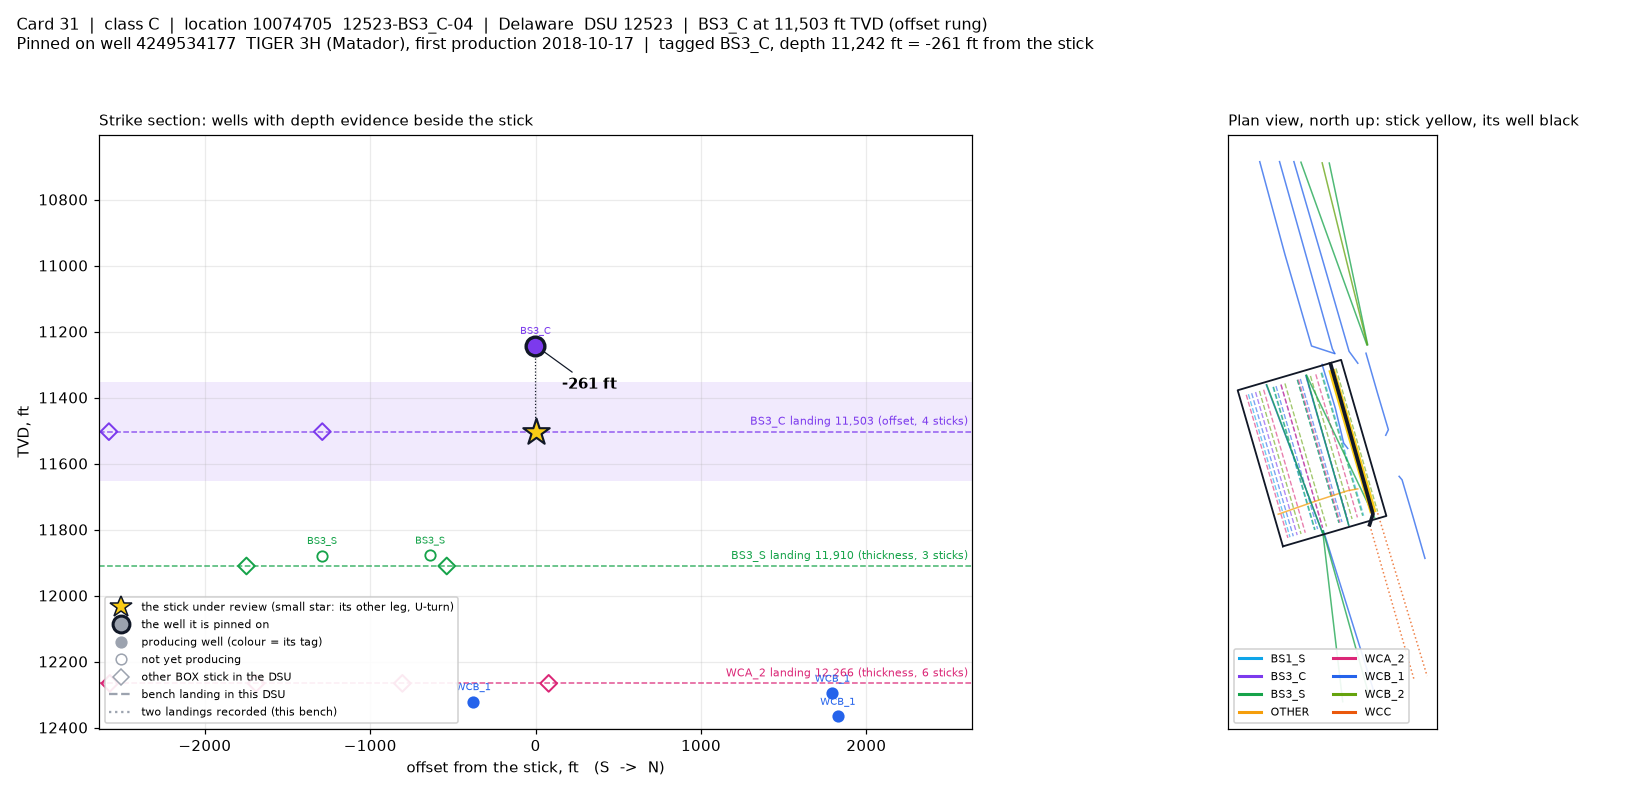 Card 31 | class C | location 10074705 12523-BS3_C-04 | Delaware DSU 12523 | BS3_C at 11,503 ft TVD (offset rung)
Pinned on well 4249534177 TIGER 3H (Matador), first production 2018-10-17 | tagged BS3_C, depth 11,242 ft = -261 ft from the stick
Strike section: wells with depth evidence beside the stick
Plan view, north up: stick yellow, its well black
10800
11000
11200
11400
11600
11800
12000
12200
12400
TVD, ft
BS3_C
-261 ft
BS3_C landing 11,503 (offset, 4 sticks)
BS3_S
BS3_S
BS3_S landing 11,910 (thickness, 3 sticks)
WCA_2 landing 12,266 (thickness, 6 sticks)
WCB_1
WCB_1
WCB_1
the stick under review (small star: its other leg, U-turn)
the well it is pinned on
producing well (colour = its tag)
not yet producing
other BOX stick in the DSU
bench landing in this DSU
two landings recorded (this bench)
−2000
−1000
0
1000
2000
offset from the stick, ft (S -> N)
BS1_S
BS3_C
BS3_S
OTHER
WCA_2
WCB_1
WCB_2
WCC